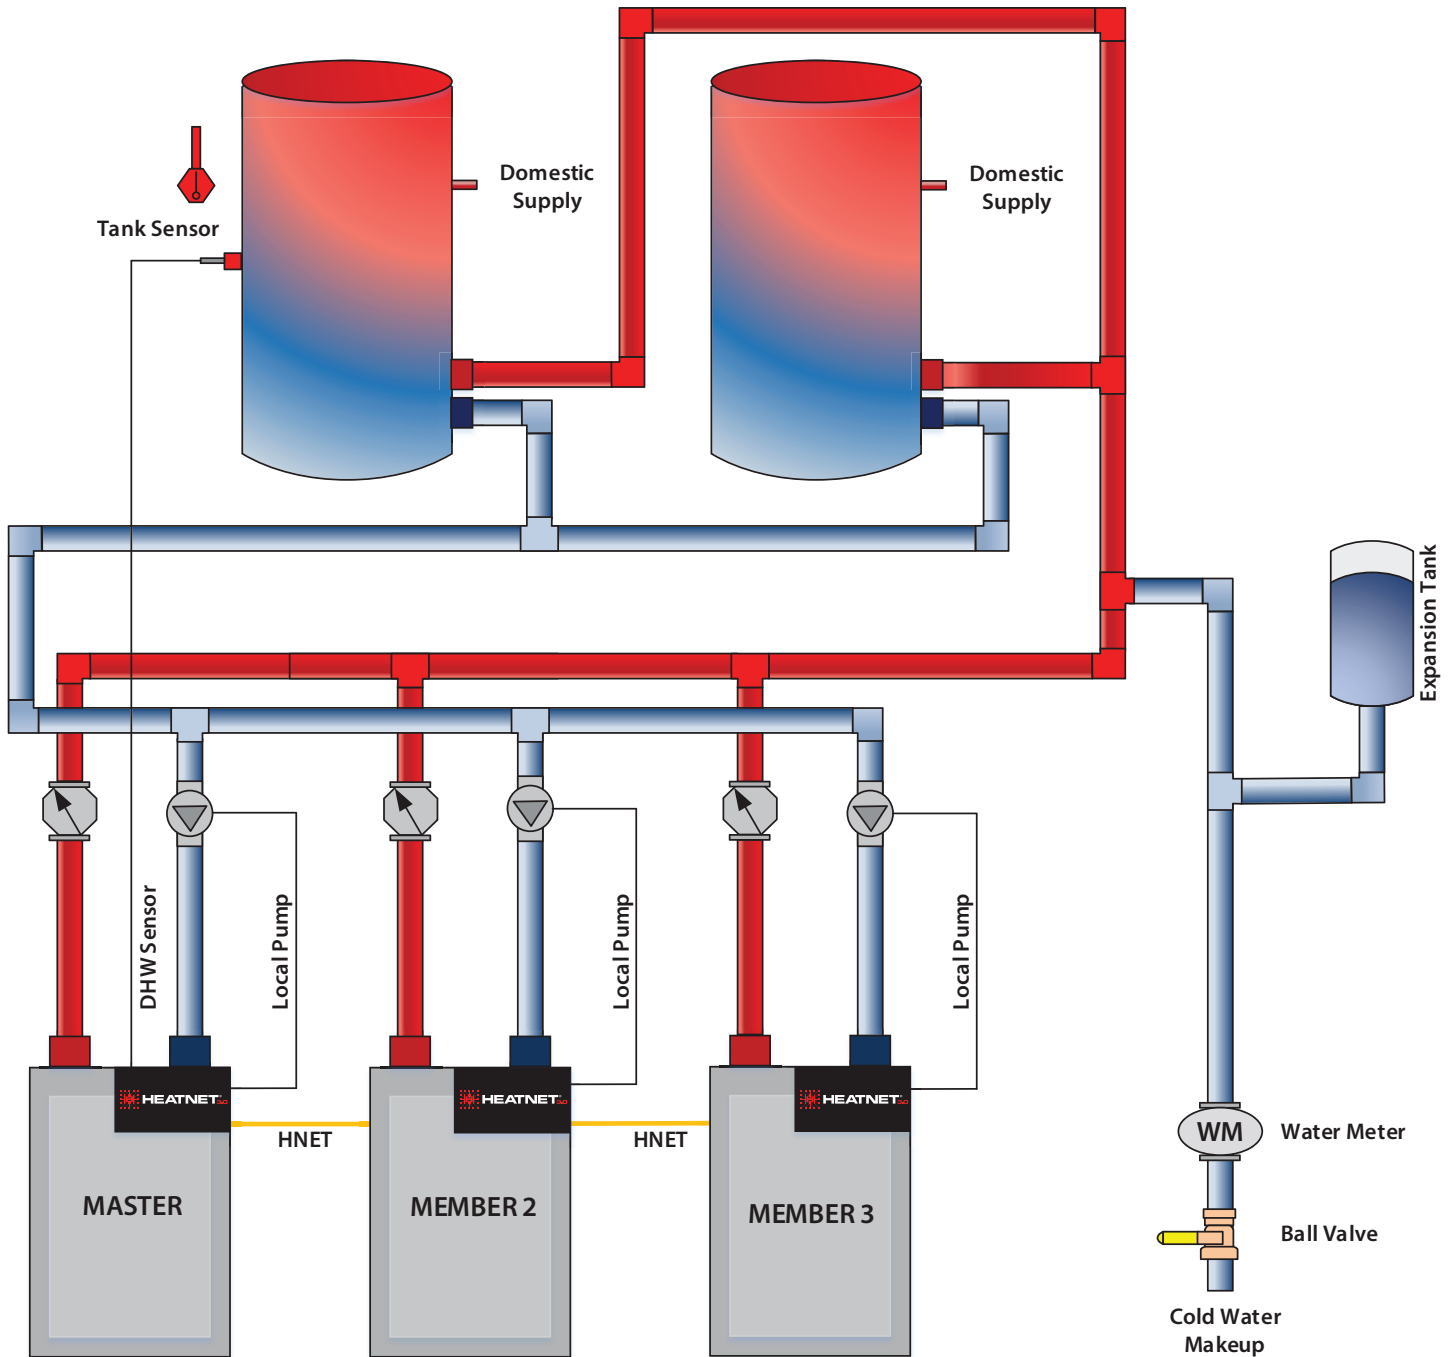 Domestic
Supply
Domestic
Supply
Tank Sensor
Expansion Tank
DHW Sensor
Local Pump
Local Pump
Local Pump
HEATNET
HEATNET
HEATNET
HNET
HNET
MASTER
MEMBER 2
MEMBER 3
WM
Water Meter
Ball Valve
Cold Water
Makeup